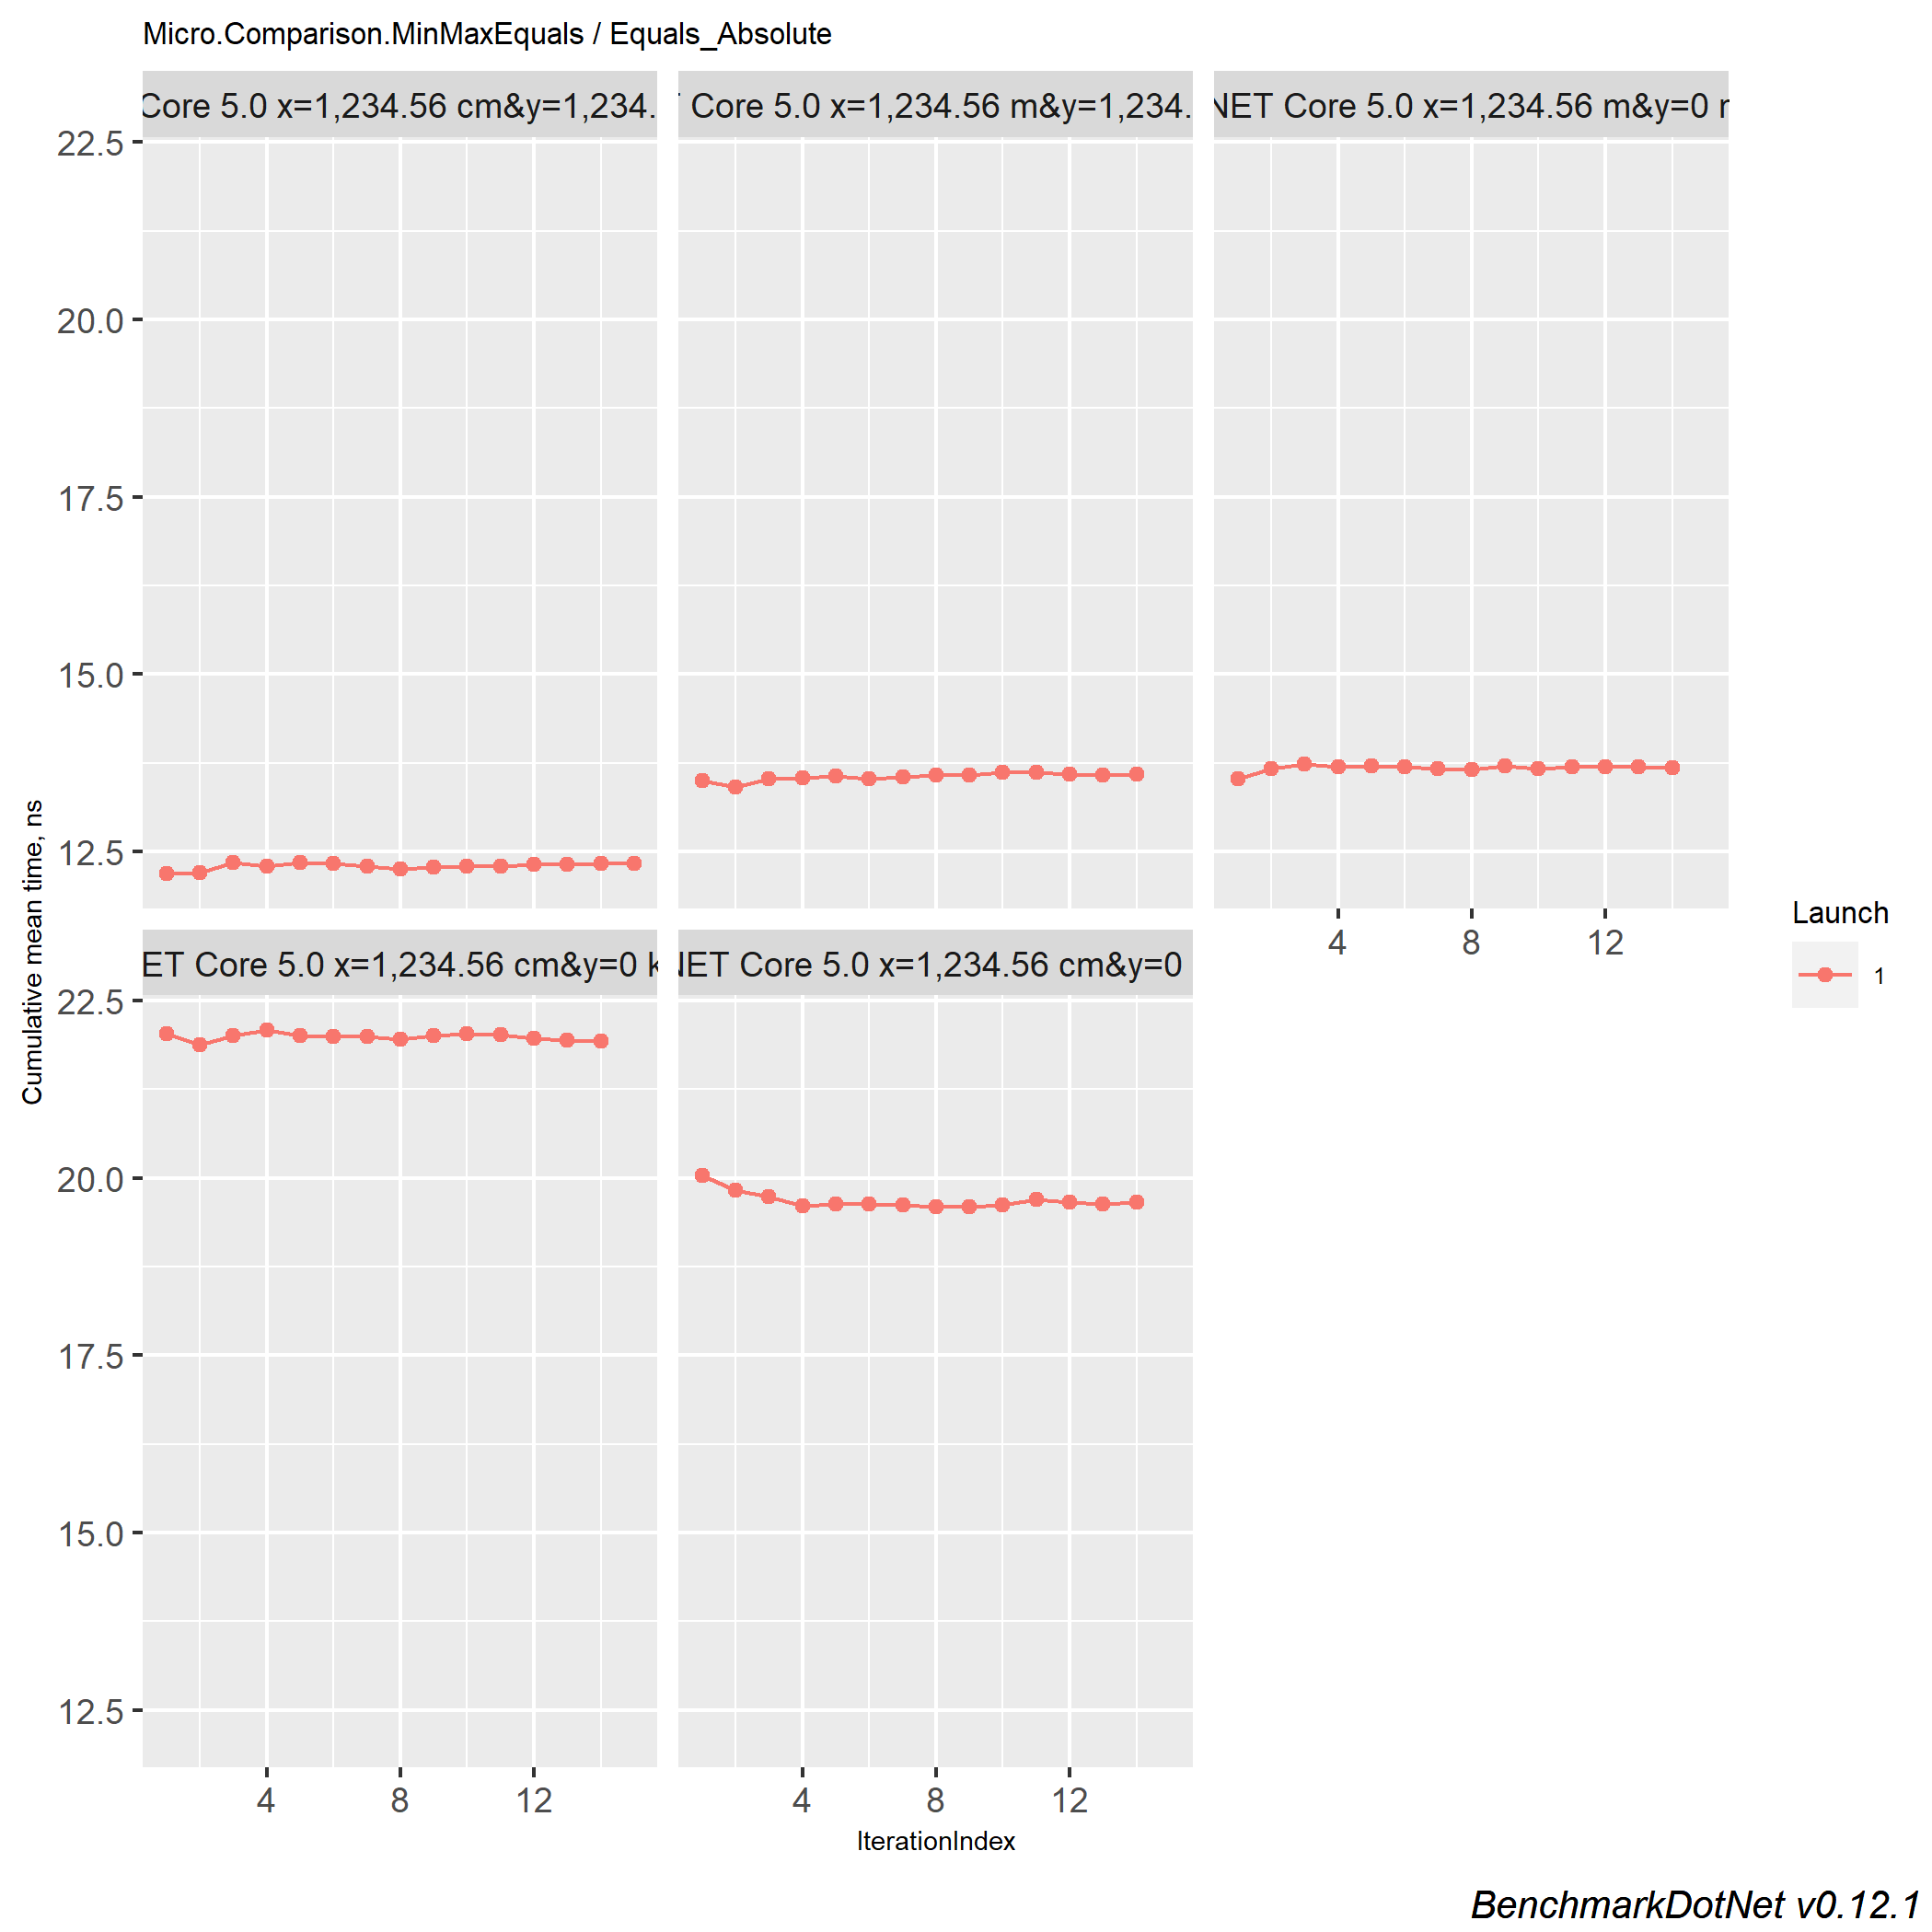 Micro.Comparison.MinMaxEquals / Equals_Absolute
Core 5.0 x=1,234.56 cm&y=1,234.
Core 5.0 x=1,234.56 m&y=1,234.
NET Core 5.0 x=1,234.56 m&y=0
22.5
20.0
17.5
15.0
12.5
4 8 12
ET Core 5.0 x=1,234.56 cm&y=0 k
NET Core 5.0 x=1,234.56 cm&y=0
22.5
20.0
17.5
15.0
12.5
4 8 12
4 8 12
Cumulative mean time, ns
IterationIndex
Launch
1
BenchmarkDotNet v0.12.1